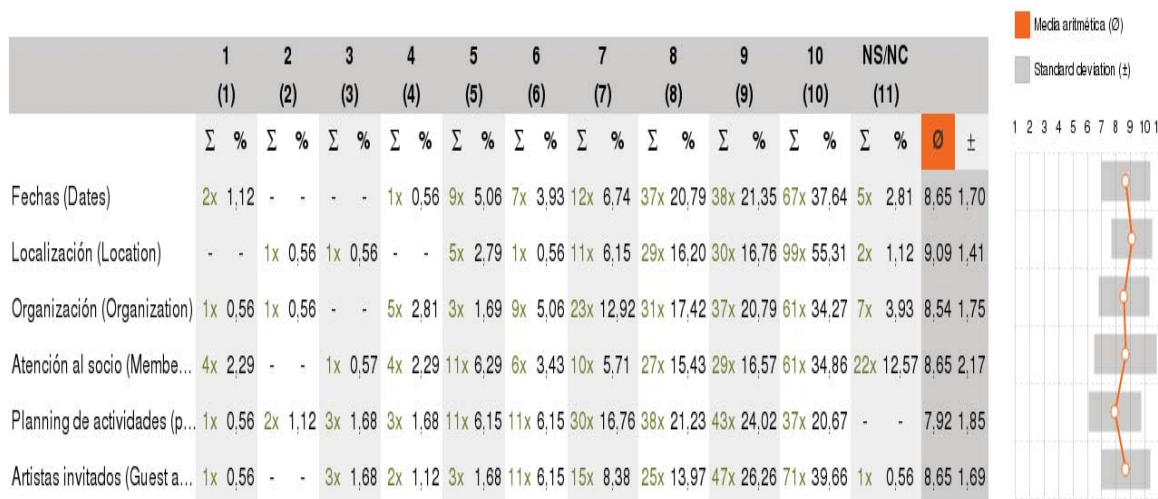 Media aritmética (Ø)
Standard deviation (±)
1 2 3 4 5 6 7 8 9 10 NS/NC
(1) (2) (3) (4) (5) (6) (7) (8) (9) (10) (11)
Σ % Σ % Σ % Σ % Σ % Σ % Σ % Σ % Σ % Σ % Σ % Ø ±
1 2 3 4 5 6 7 8 9 10 1
Fechas (Dates) 2x 1,12 - - - - 1x 0,56 9x 5,06 7x 3,93 12x 6,74 37x 20,79 38x 21,35 67x 37,64 5x 2,81 8,65 1,70
Localización (Location) - - 1x 0,56 1x 0,56 - - 5x 2,79 1x 0,56 11x 6,15 29x 16,20 30x 16,76 99x 55,31 2x 1,12 9,09 1,41
Organización (Organization) 1x 0,56 1x 0,56 - - 5x 2,81 3x 1,69 9x 5,06 23x 12,92 31x 17,42 37x 20,79 61x 34,27 7x 3,93 8,54 1,75
Atención al socio (Membe... 4x 2,29 - - 1x 0,57 4x 2,29 11x 6,29 6x 3,43 10x 5,71 27x 15,43 29x 16,57 61x 34,86 22x 12,57 8,65 2,17
Planning de actividades (p... 1x 0,56 2x 1,12 3x 1,68 3x 1,68 11x 6,15 11x 6,15 30x 16,76 38x 21,23 43x 24,02 37x 20,67 - - 7,92 1,85
Artistas invitados (Guest a... 1x 0,56 - - 3x 1,68 2x 1,12 3x 1,68 11x 6,15 15x 8,38 25x 13,97 47x 26,26 71x 39,66 1x 0,56 8,65 1,69